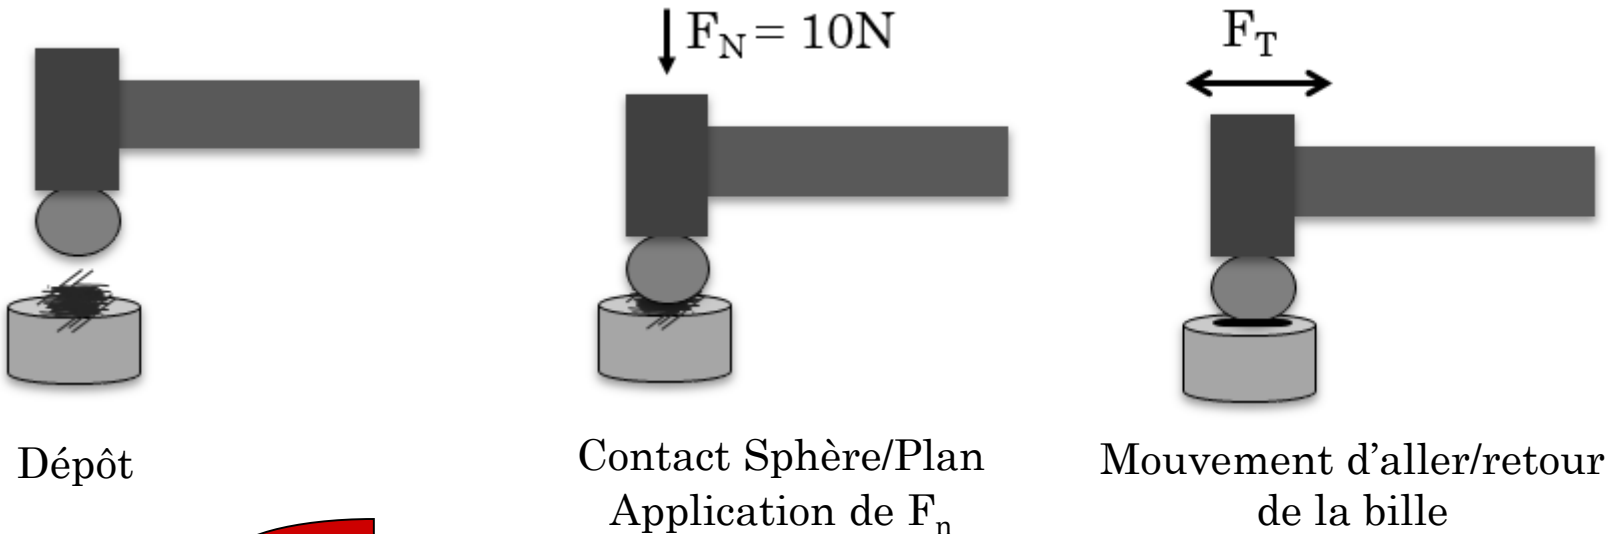 F_N = 10N
F_T
Dépôt
Contact Sphère/Plan
Application de F_n
Mouvement d’aller/retour
de la bille